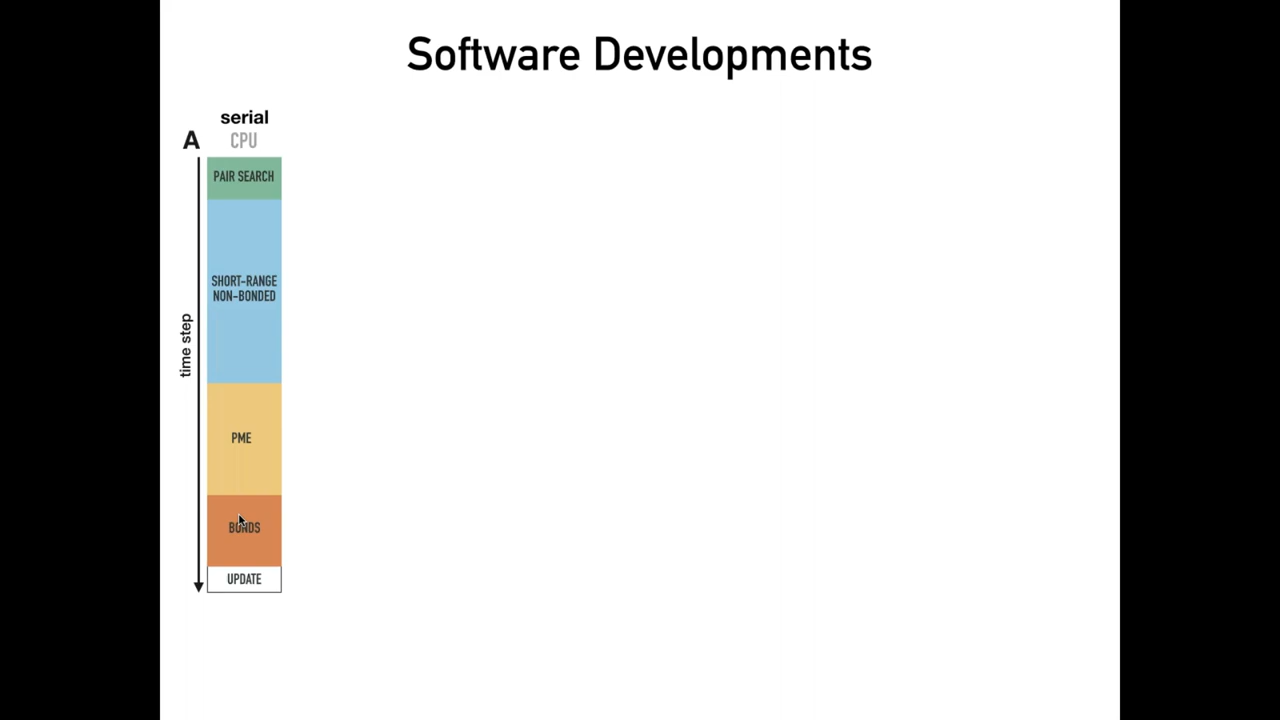 Software Developments
serial
A
CPU
PAIR SEARCH
SHORT-RANGE
NON-BONDED
time step
PME
BONDS
UPDATE